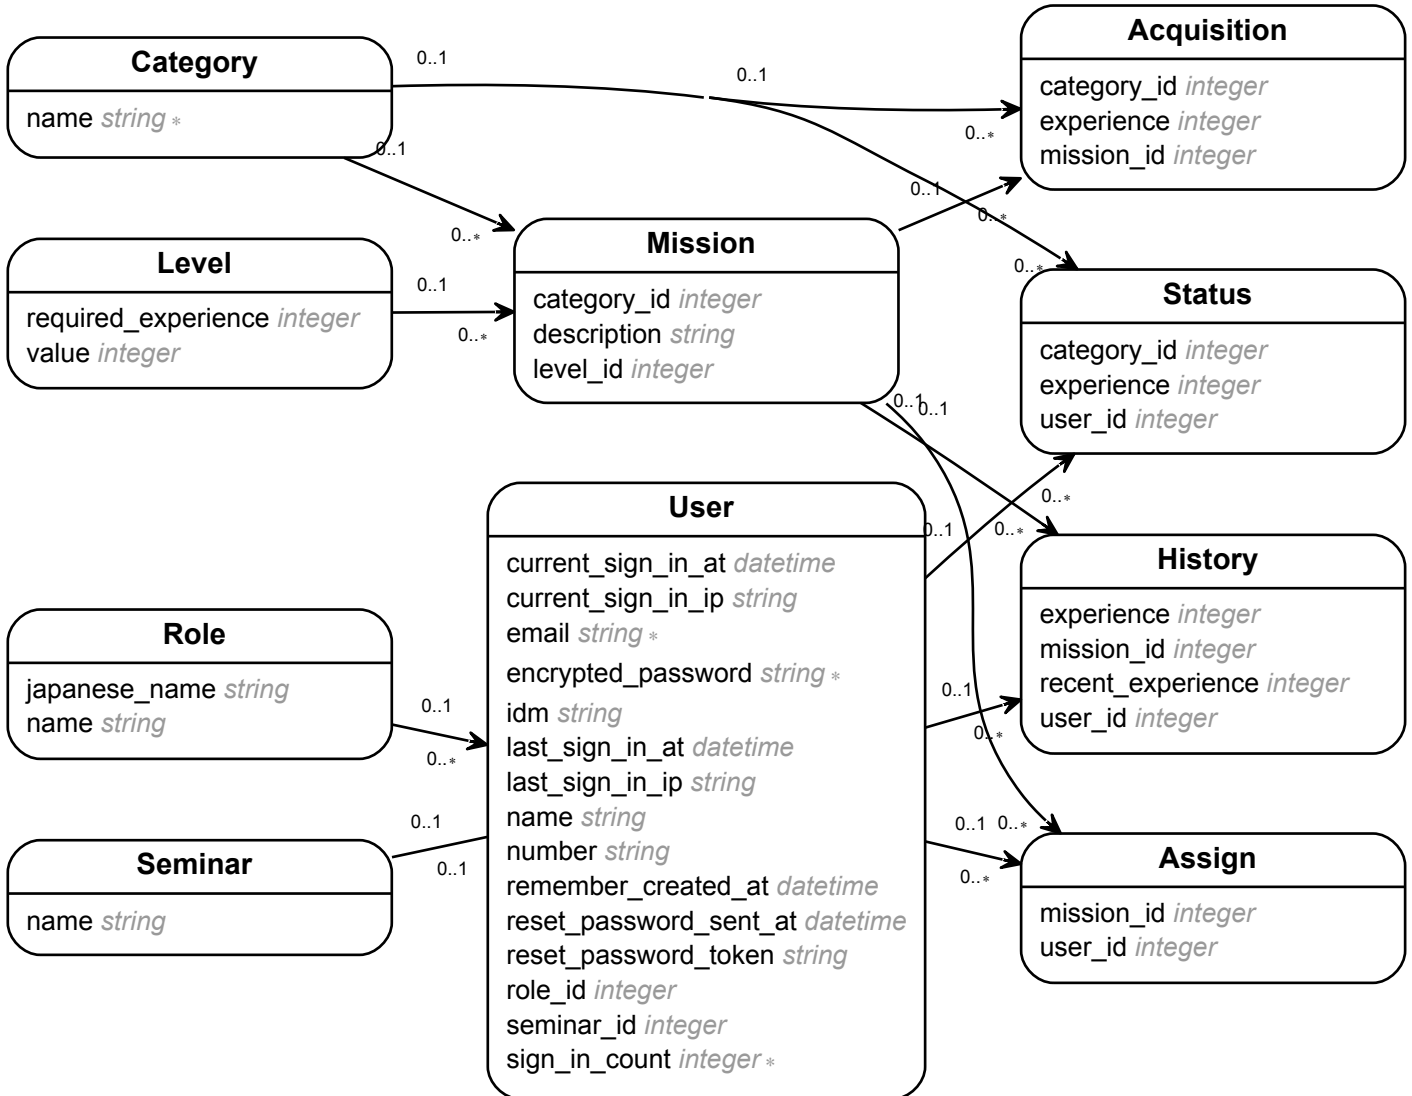 Category
name string *
Level
required_experience integer
value integer
Role
japanese_name string
name string
Seminar
name string
0..1
0..1
0..*
0..1
0..*
0..1
0..*
0..1
0..1
Mission
category_id integer
description string
level_id integer
User
current_sign_in_at datetime
current_sign_in_ip string
email string *
encrypted_password string *
idm string
last_sign_in_at datetime
last_sign_in_ip string
name string
number string
remember_created_at datetime
reset_password_sent_at datetime
reset_password_token string
role_id integer
seminar_id integer
sign_in_count integer *
0..1
0..*
0..1
0..*
0..*
0..1
0..1
0..*
0..1
0..*
0..1
0..*
0..1
0..*
0..*
Acquisition
category_id integer
experience integer
mission_id integer
Status
category_id integer
experience integer
user_id integer
History
experience integer
mission_id integer
recent_experience integer
user_id integer
Assign
mission_id integer
user_id integer